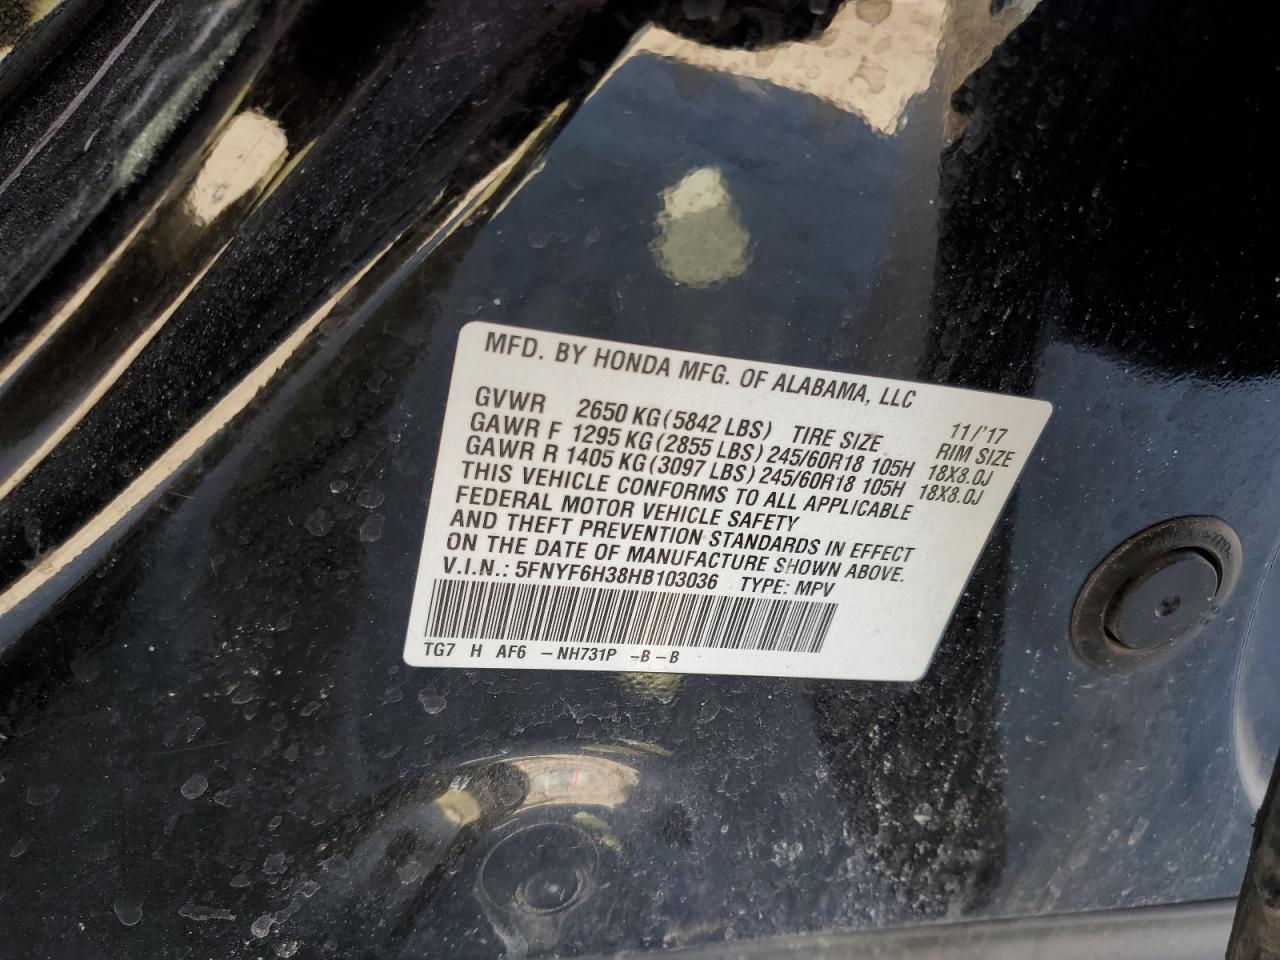 MFD. BY HONDA MFG. OF ALABAMA, LLC
11/'17
GVWR 2650 KG(5842 LBS) TIRE SIZE RIM SIZE
GAWR F 1295 KG(2855 LBS) 245/60R18 105H 18X8.0J
GAWR R 1405 KG(3097 LBS) 245/60R18 105H 18X8.0J
THIS VEHICLE CONFORMS TO ALL APPLICABLE
FEDERAL MOTOR VEHICLE SAFETY
AND THEFT PREVENTION STANDARDS IN EFFECT
ON THE DATE OF MANUFACTURE SHOWN ABOVE.
V.I.N.: 5FNYF6H38HB103036 TYPE: MPV
TG7 H AF6 -NH731P -B-B